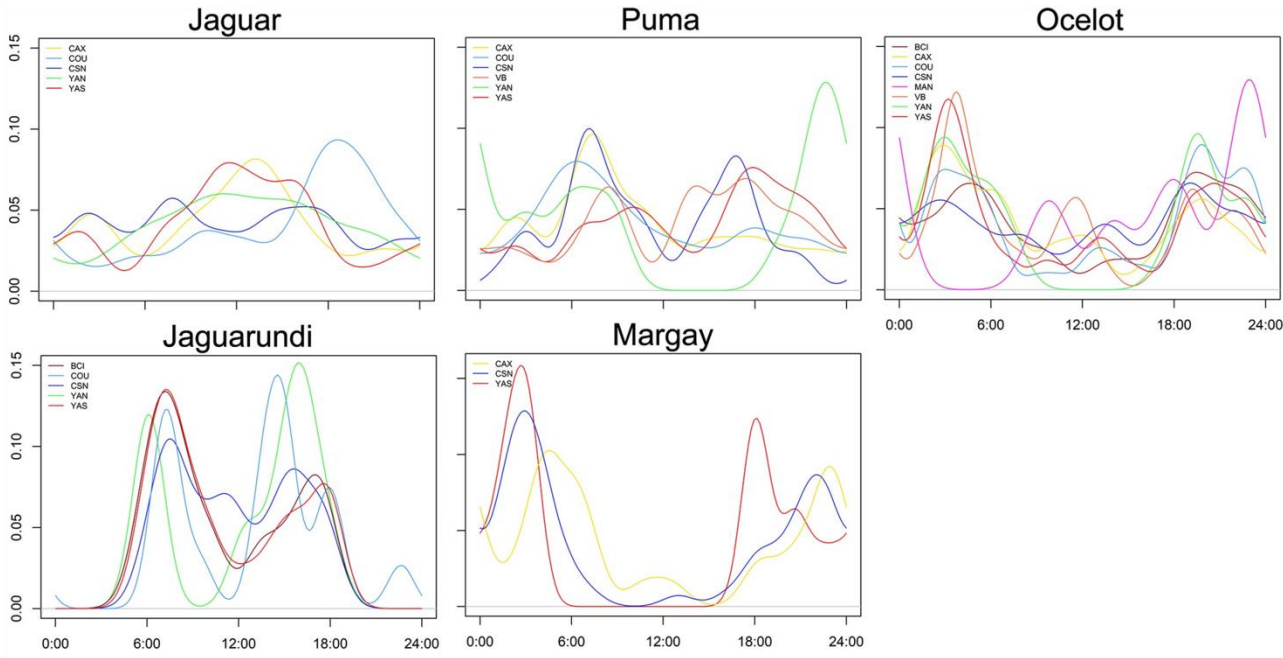 Jaguar
Puma
Ocelot
0.15
0.10
0.05
0.00
CAX
COU
CSN
YAN
YAS
CAX
COU
CSN
VB
YAN
YAS
BCI
CAX
COU
CSN
MAN
VB
YAN
YAS
0:00 6:00 12:00 18:00 24:00
Jaguarundi
Margay
0.15
0.10
0.05
0.00
BCI
COU
CSN
YAN
YAS
CAX
CSN
YAS
0:00 6:00 12:00 18:00 24:00
0:00 6:00 12:00 18:00 24:00